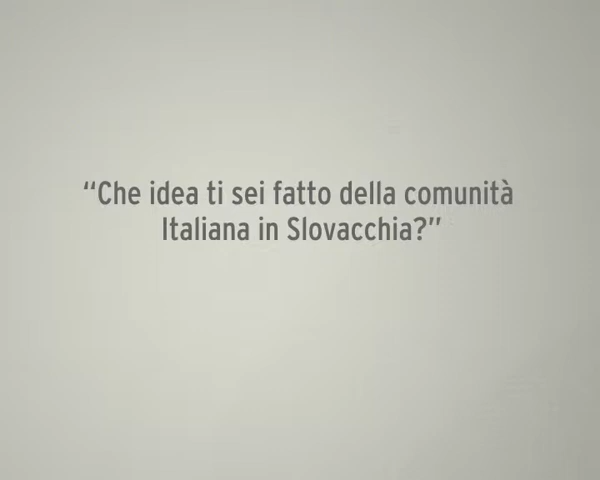 “Che idea ti sei fatto della comunità
Italiana in Slovacchia?”